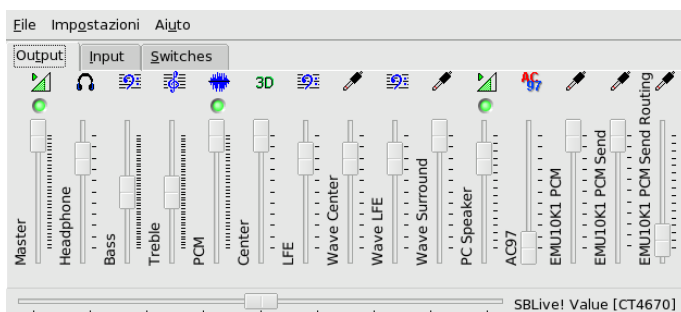 File Impostazioni Aiuto
Output Input Switches
3D AC 97
Master
Headphone
Bass
Treble
PCM
Center
LFE
Wave Center
Wave LFE
Wave Surround
PC Speaker
AC97
EMU10K1 PCM
EMU10K1 PCM Send
EMU10K1 PCM Send Routing
SBLive! Value [CT4670]